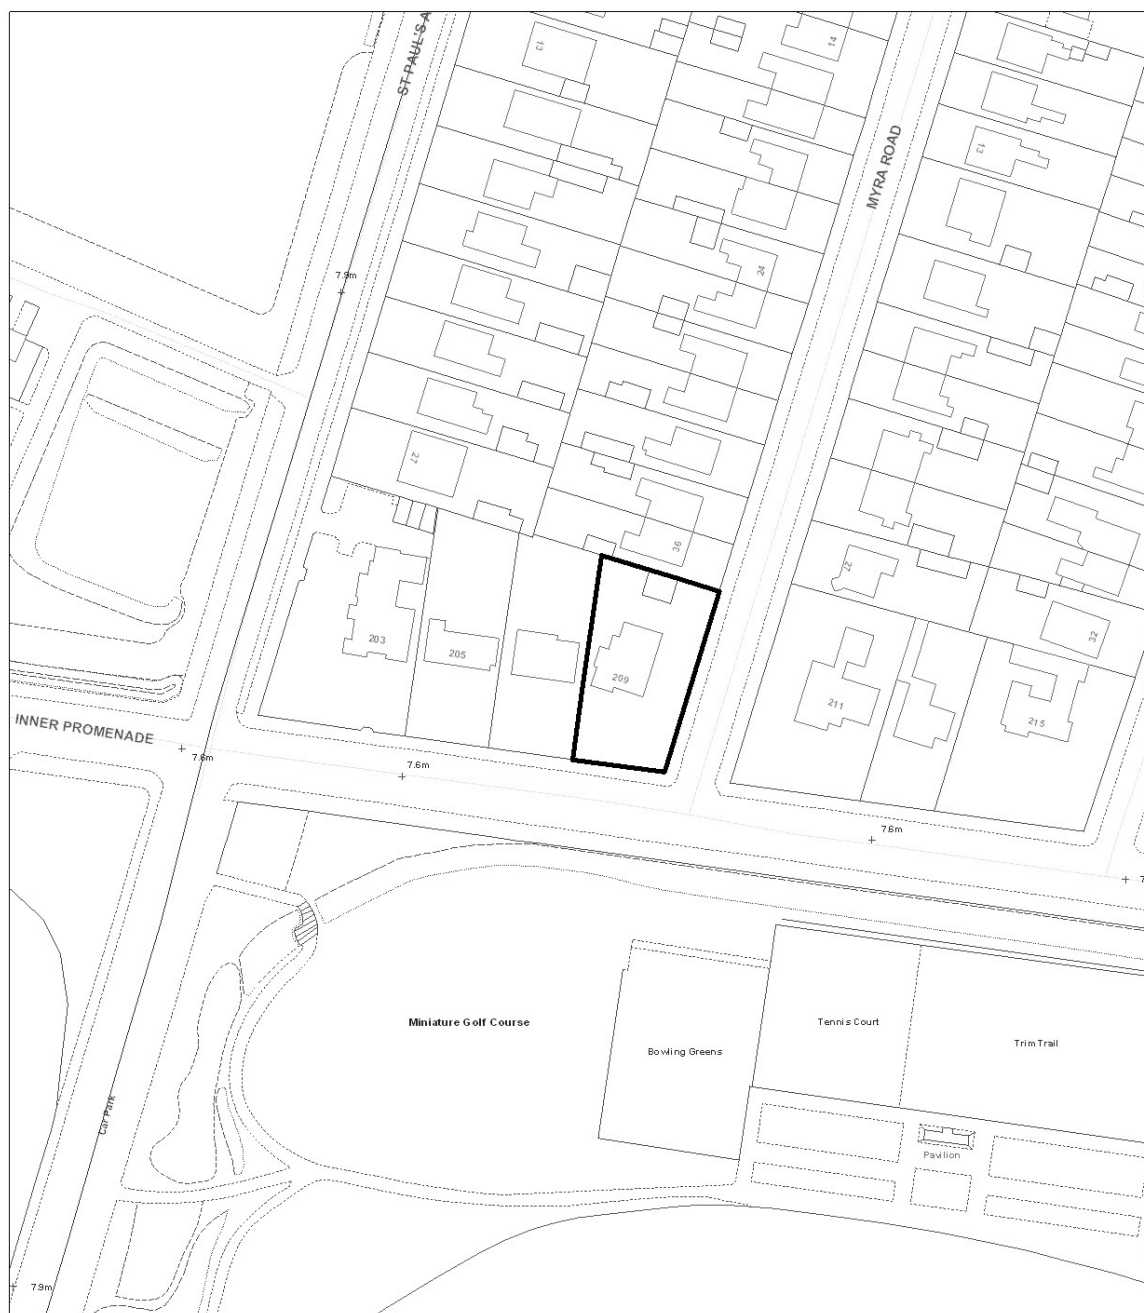 ST PAUL'S A
13
14
MYRA ROAD
13
24
7.9m
27
36
27
203
205
209
32
211
215
INNER PROMENADE
7.6m
7.6m
7.6m
7.
Miniature Golf Course
Tennis Court
Bowling Greens
Trim Trail
Car Park
Pavilion
7.9m